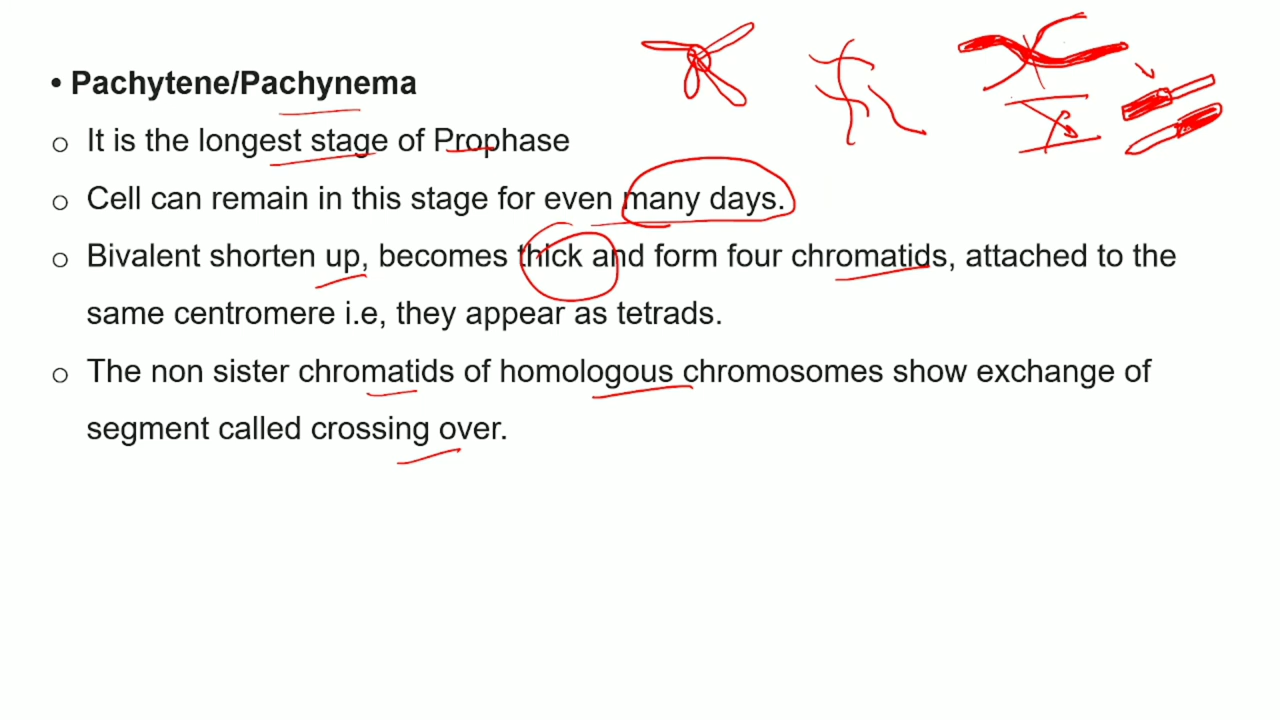 • Pachytene/Pachynema
o It is the longest stage of Prophase
o Cell can remain in this stage for even many days.
o Bivalent shorten up, becomes thick and form four chromatids, attached to the
same centromere i.e, they appear as tetrads.
o The non sister chromatids of homologous chromosomes show exchange of
segment called crossing over.